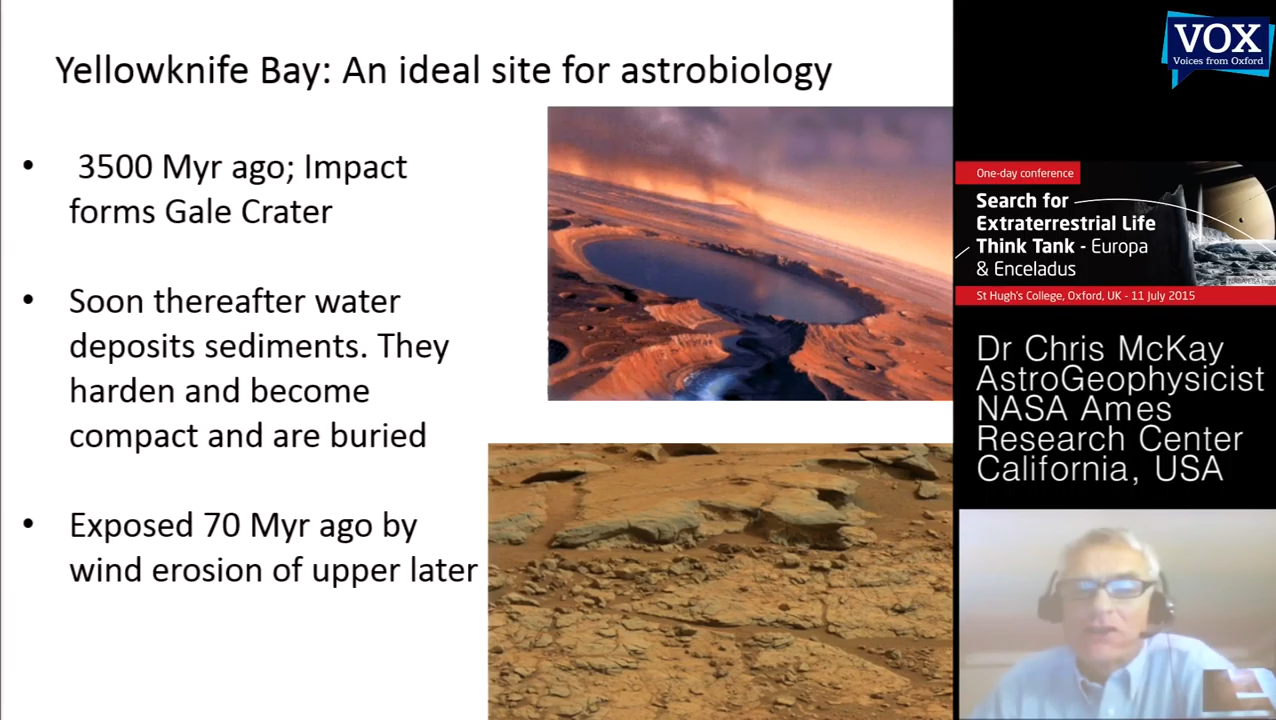 Yellowknife Bay: An ideal site for astrobiology
• 3500 Myr ago; Impact
forms Gale Crater
• Soon thereafter water
deposits sediments. They
harden and become
compact and are buried
• Exposed 70 Myr ago by
wind erosion of upper later
VOX
Voices from Oxford
One-day conference
Search for
Extraterrestrial Life
Think Tank - Europa
& Enceladus
St Hugh's College, Oxford, UK - 11 July 2015
Dr Chris McKay
AstroGeophysicist
NASA Ames
Research Center
California, USA